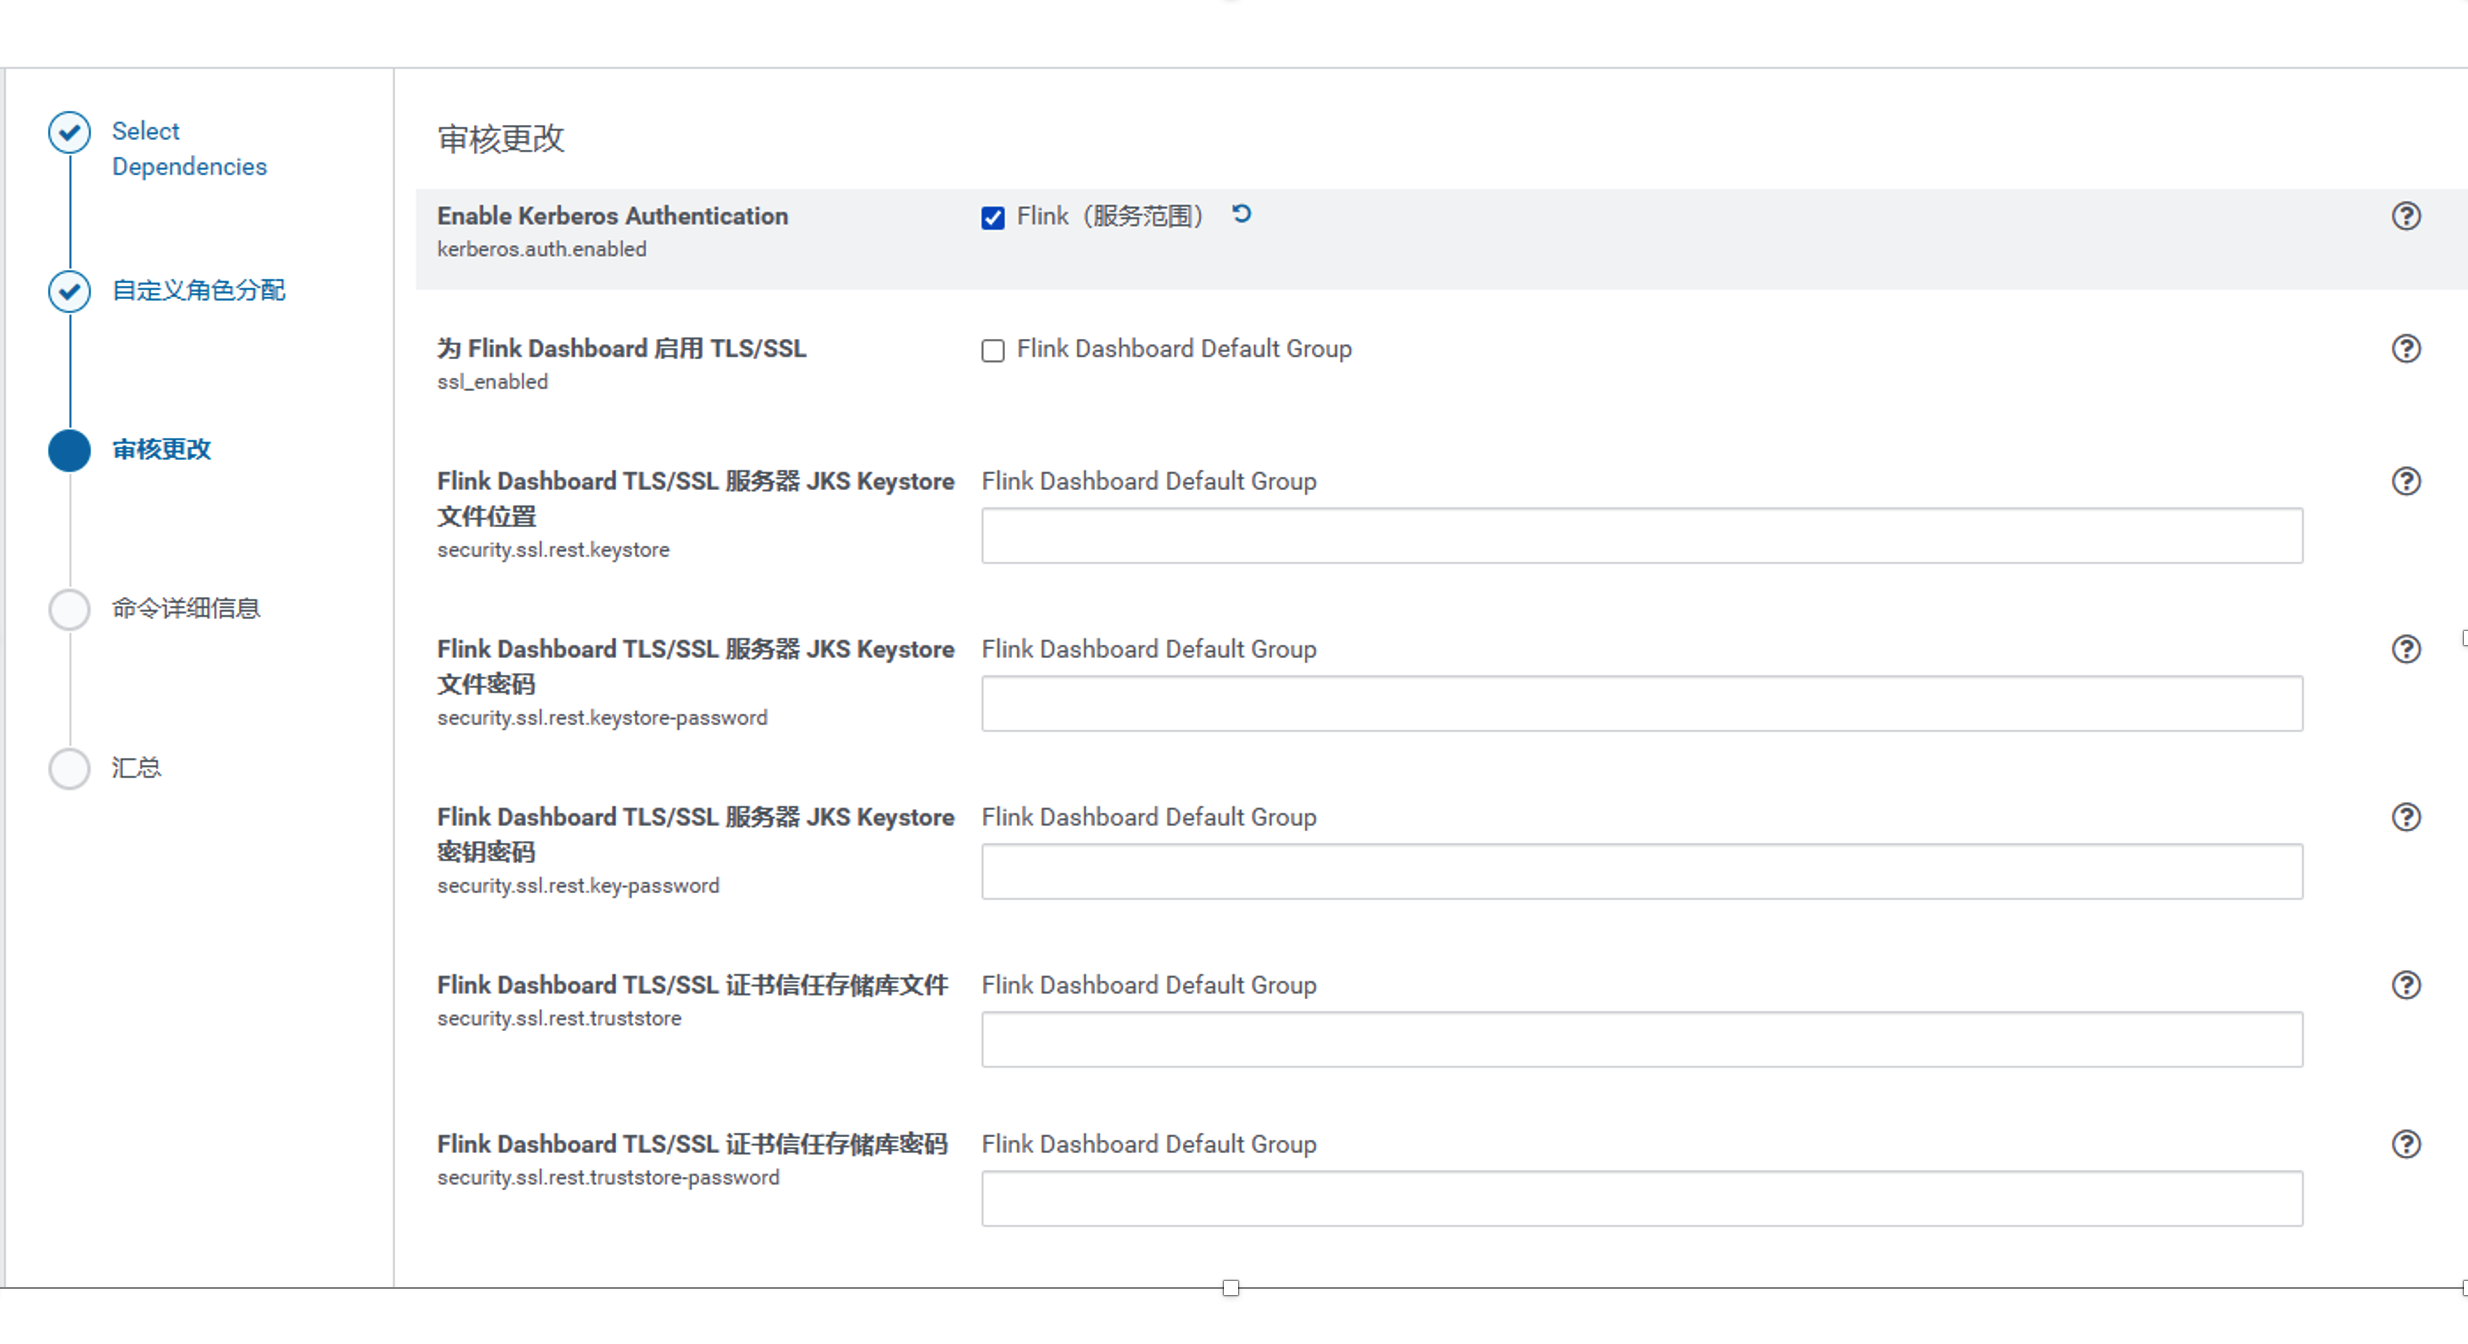 Select
Dependencies
自定义角色分配
审核更改
命令详细信息
汇总
审核更改
Enable Kerberos Authentication
kerberos.auth.enabled
Flink（服务范围）
为 Flink Dashboard 启用 TLS/SSL
ssl_enabled
Flink Dashboard Default Group
Flink Dashboard TLS/SSL 服务器 JKS Keystore
文件位置
security.ssl.rest.keystore
Flink Dashboard Default Group
Flink Dashboard TLS/SSL 服务器 JKS Keystore
文件密码
security.ssl.rest.keystore-password
Flink Dashboard Default Group
Flink Dashboard TLS/SSL 服务器 JKS Keystore
密钥密码
security.ssl.rest.key-password
Flink Dashboard Default Group
Flink Dashboard TLS/SSL 证书信任存储库文件
security.ssl.rest.truststore
Flink Dashboard Default Group
Flink Dashboard TLS/SSL 证书信任存储库密码
security.ssl.rest.truststore-password
Flink Dashboard Default Group